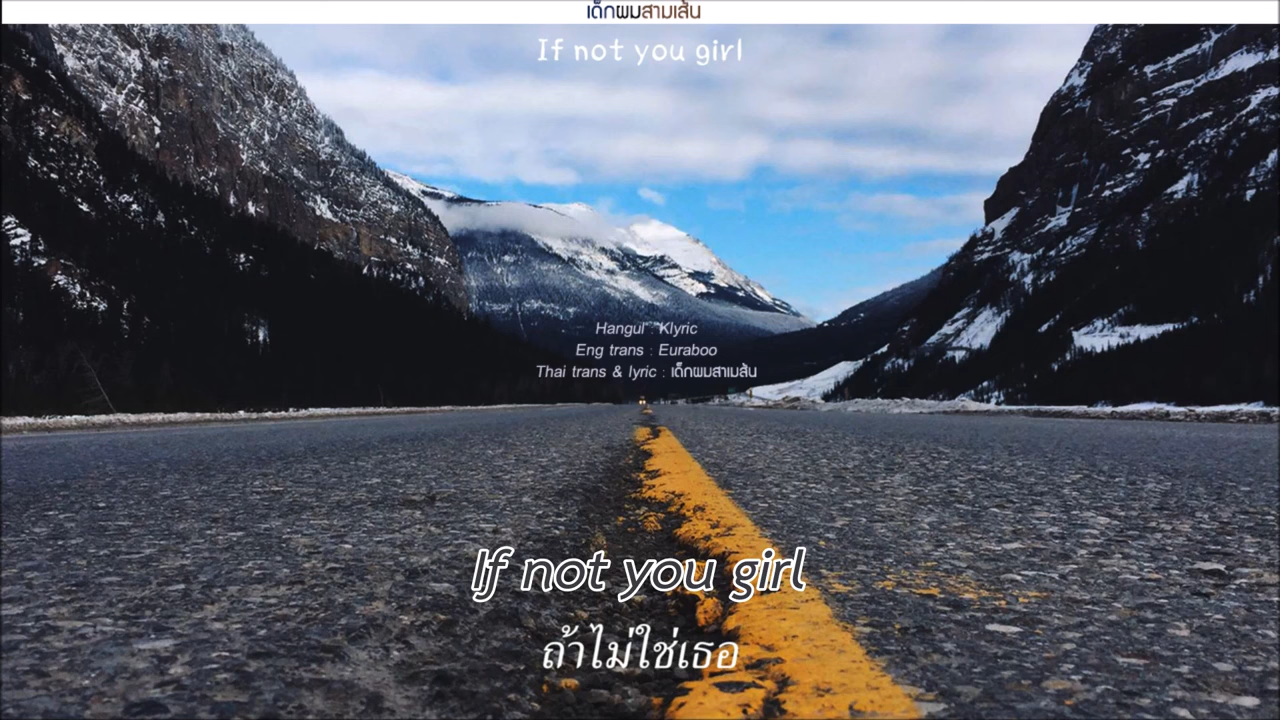 เด็กผมสามเส้น
If not you girl
Hangul : Klyric
Eng trans : Euraboo
Thai trans & lyric : เด็กผมสาเมส้น
If not you girl
ถ้าไม่ใช่เธอ